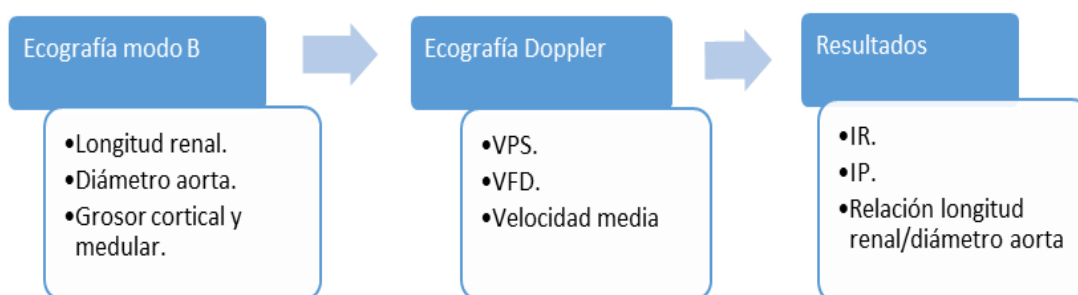 Ecografía modo B
•Longitud renal.
•Diámetro aorta.
•Grosor cortical y
medular.
Ecografía Doppler
•VPS.
•VFD.
•Velocidad media
Resultados
•IR.
•IP.
•Relación longitud
renal/diámetro aorta